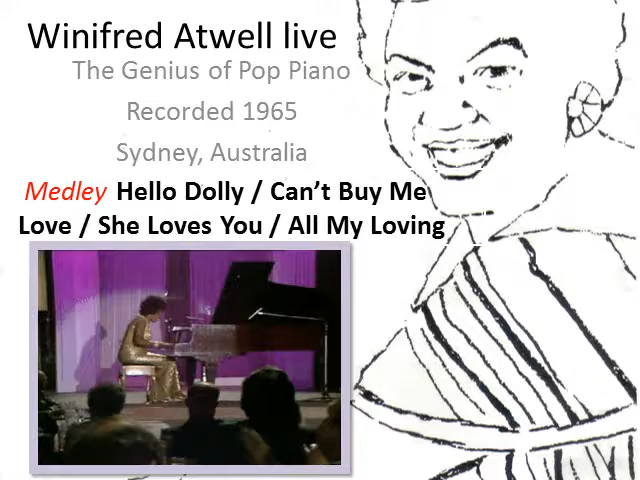 Winifred Atwell live
The Genius of Pop Piano
Recorded 1965
Sydney, Australia
Medley Hello Dolly / Can’t Buy Me
Love / She Loves You / All My Loving